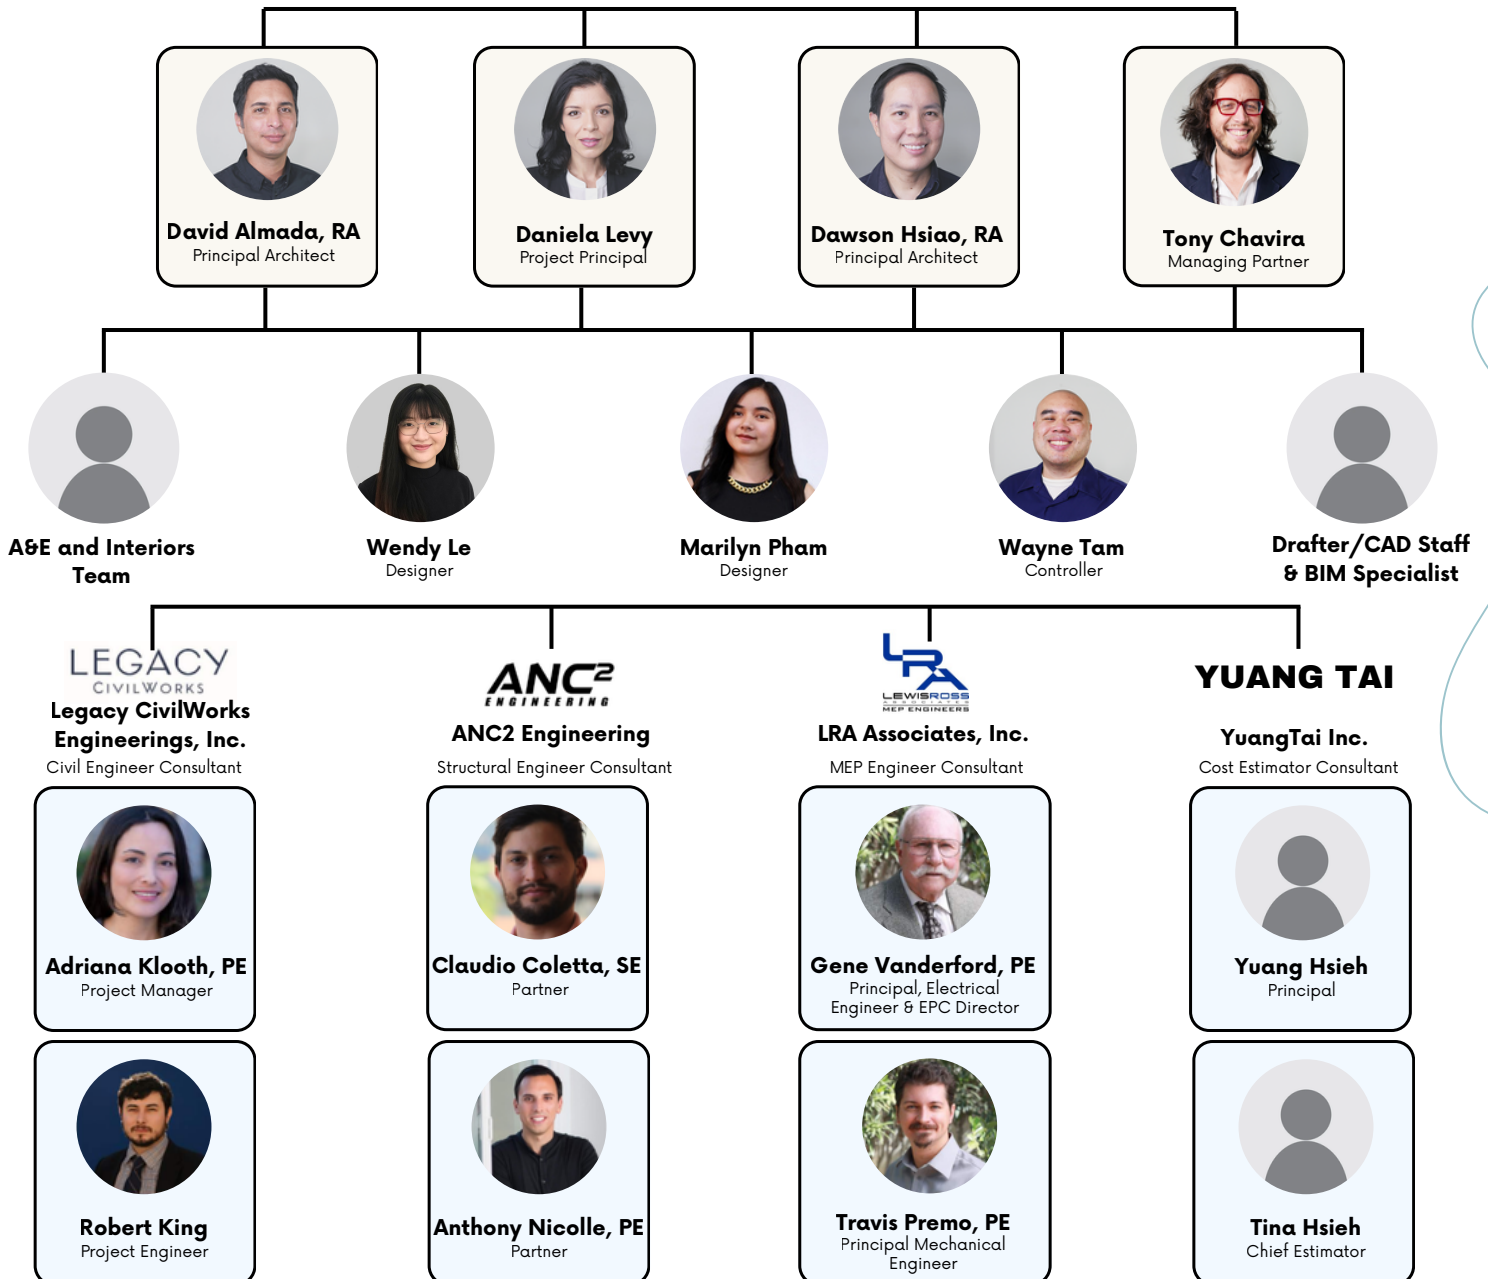 David Almada, RA
Principal Architect
Daniela Levy
Project Principal
Dawson Hsiao, RA
Principal Architect
Tony Chavira
Managing Partner
A&E and Interiors
Team
Wendy Le
Designer
Marilyn Pham
Designer
Wayne Tam
Controller
Drafter/CAD Staff
& BIM Specialist
LEGACY
CIVILWORKS
Legacy CivilWorks
Engineerings, Inc.
Civil Engineer Consultant
ANC²
ENGINEERING
ANC2 Engineering
Structural Engineer Consultant
LRA
LEWISROSS
ASSOCIATES
MEP ENGINEERS
LRA Associates, Inc.
MEP Engineer Consultant
YUANG TAI
YuangTai Inc.
Cost Estimator Consultant
Adriana Klooth, PE
Project Manager
Claudio Coletta, SE
Partner
Gene Vanderford, PE
Principal, Electrical
Engineer & EPC Director
Yuang Hsieh
Principal
Robert King
Project Engineer
Anthony Nicolle, PE
Partner
Travis Premo, PE
Principal Mechanical
Engineer
Tina Hsieh
Chief Estimator